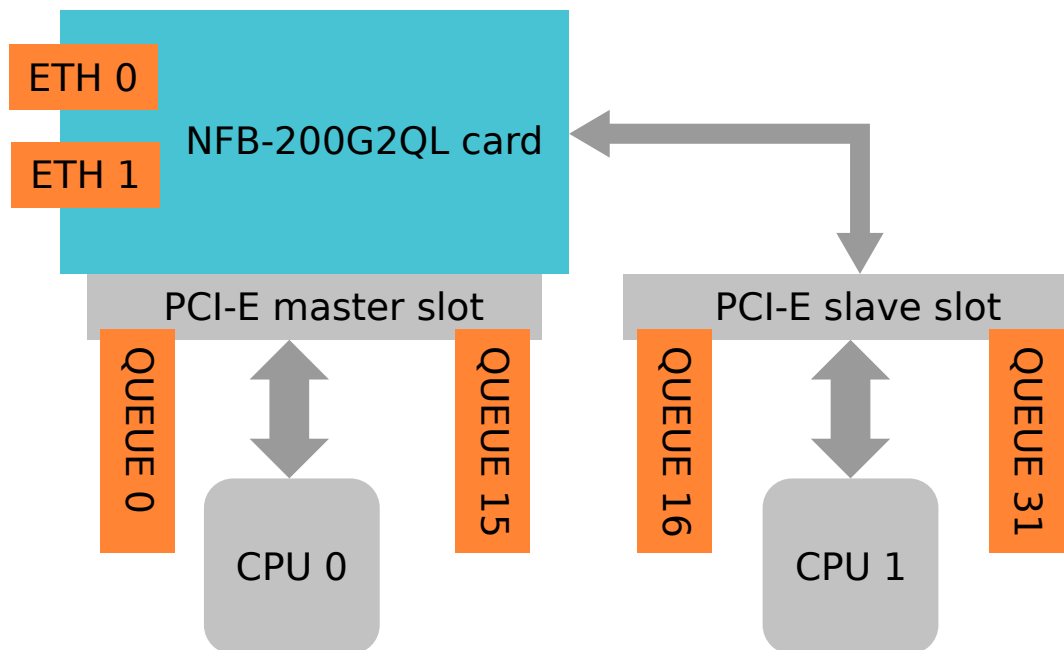 ETH 0
NFB-200G2QL card
ETH 1
PCI-E master slot
PCI-E slave slot
QUEUE 0
QUEUE 15
QUEUE 16
QUEUE 31
CPU 0
CPU 1